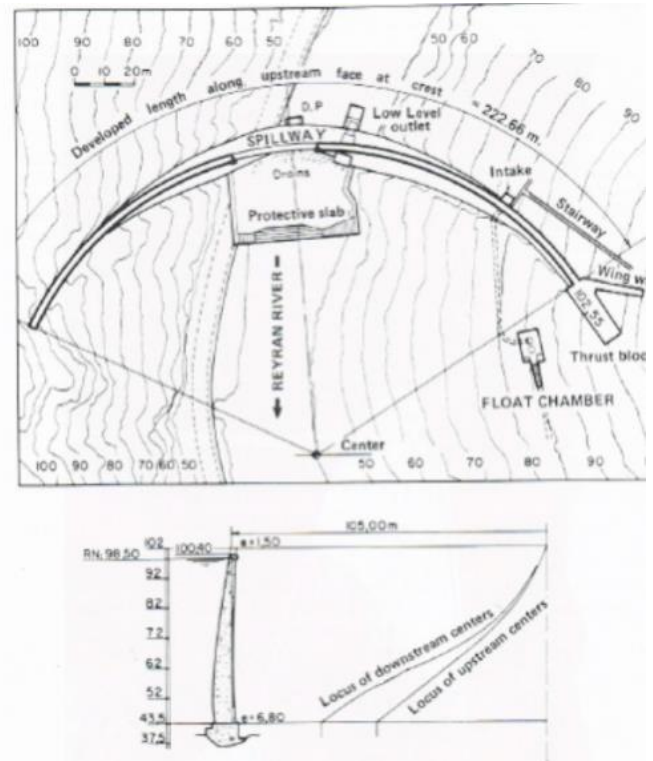 100 90 80 70 60 50 50 60
70
80
90
0 10 20m
Developed length along upstream face at crest = 222.66 m.
D.P
Low Level
outlet
SPILLWAY
Drains
Intake
Protective slab
Stairway
Wing w
REYRAN RIVER
102,55
Thrust bloc
FLOAT CHAMBER
Center
100 90 80 70 60 50 50 60 70 80 90
105,00m
102
RN: 98,50
100,40
e=1,50
92
82
72
62
52
43,5
e=6,80
37,5
Locus of downstream centers
Locus of upstream centers